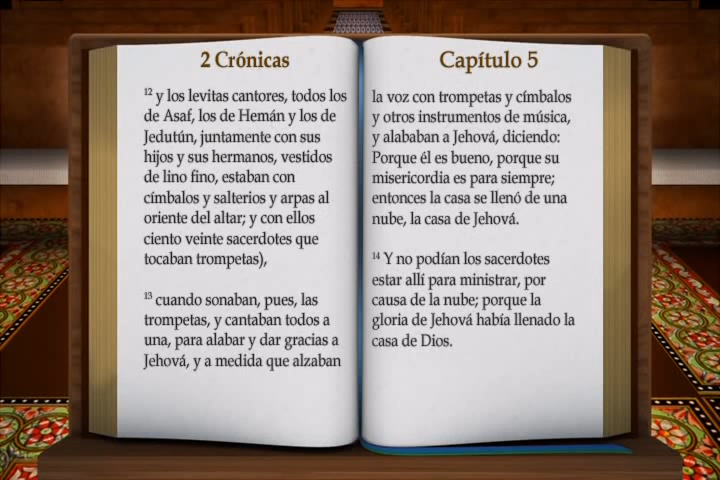 2 Crónicas
¹² y los levitas cantores, todos los
de Asaf, los de Hemán y los de
Jedutún, juntamente con sus
hijos y sus hermanos, vestidos
de lino fino, estaban con
címbalos y salterios y arpas al
oriente del altar; y con ellos
ciento veinte sacerdotes que
tocaban trompetas),
¹³ cuando sonaban, pues, las
trompetas, y cantaban todos a
una, para alabar y dar gracias a
Jehová, y a medida que alzaban
Capítulo 5
la voz con trompetas y címbalos
y otros instrumentos de música,
y alababan a Jehová, diciendo:
Porque él es bueno, porque su
misericordia es para siempre;
entonces la casa se llenó de una
nube, la casa de Jehová.
¹⁴ Y no podían los sacerdotes
estar allí para ministrar, por
causa de la nube; porque la
gloria de Jehová había llenado la
casa de Dios.